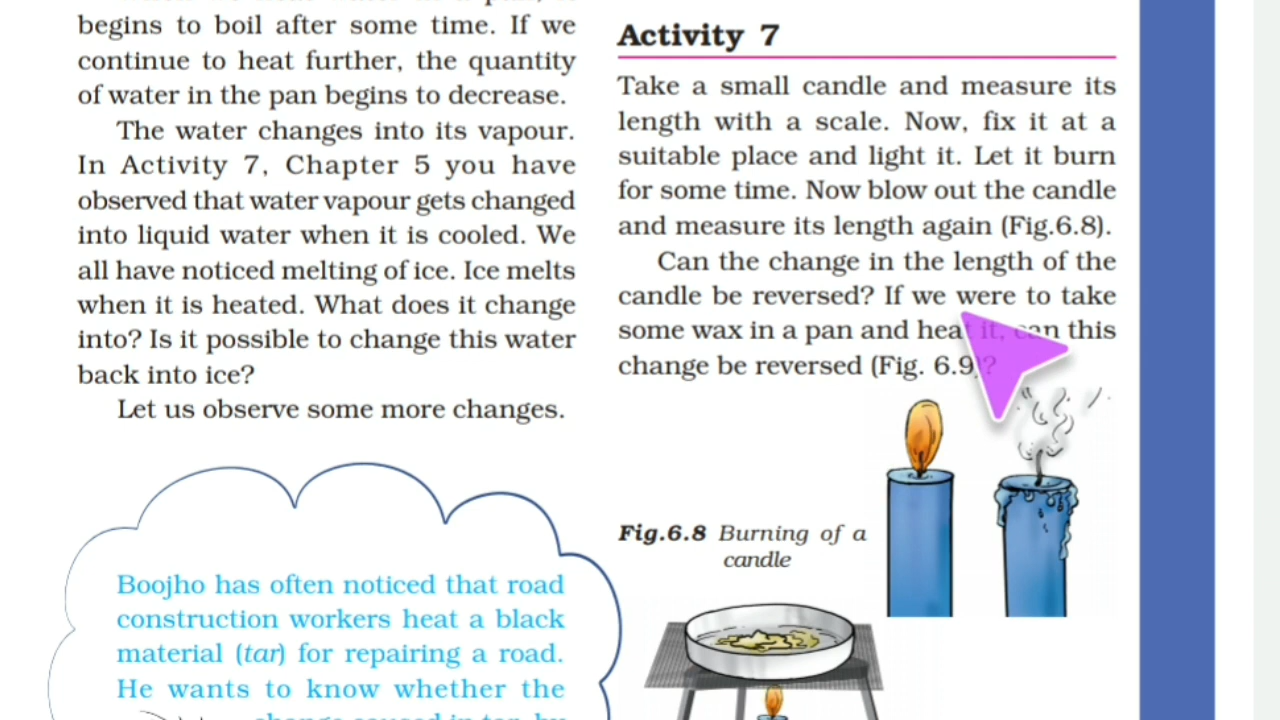 begins to boil after some time. If we
continue to heat further, the quantity
of water in the pan begins to decrease.
The water changes into its vapour.
In Activity 7, Chapter 5 you have
observed that water vapour gets changed
into liquid water when it is cooled. We
all have noticed melting of ice. Ice melts
when it is heated. What does it change
into? Is it possible to change this water
back into ice?
Let us observe some more changes.
Boojho has often noticed that road
construction workers heat a black
material (tar) for repairing a road.
He wants to know whether the
Activity 7
Take a small candle and measure its
length with a scale. Now, fix it at a
suitable place and light it. Let it burn
for some time. Now blow out the candle
and measure its length again (Fig.6.8).
Can the change in the length of the
candle be reversed? If we were to take
some wax in a pan and heat it, can this
change be reversed (Fig. 6.9)?
Fig.6.8 Burning of a
candle